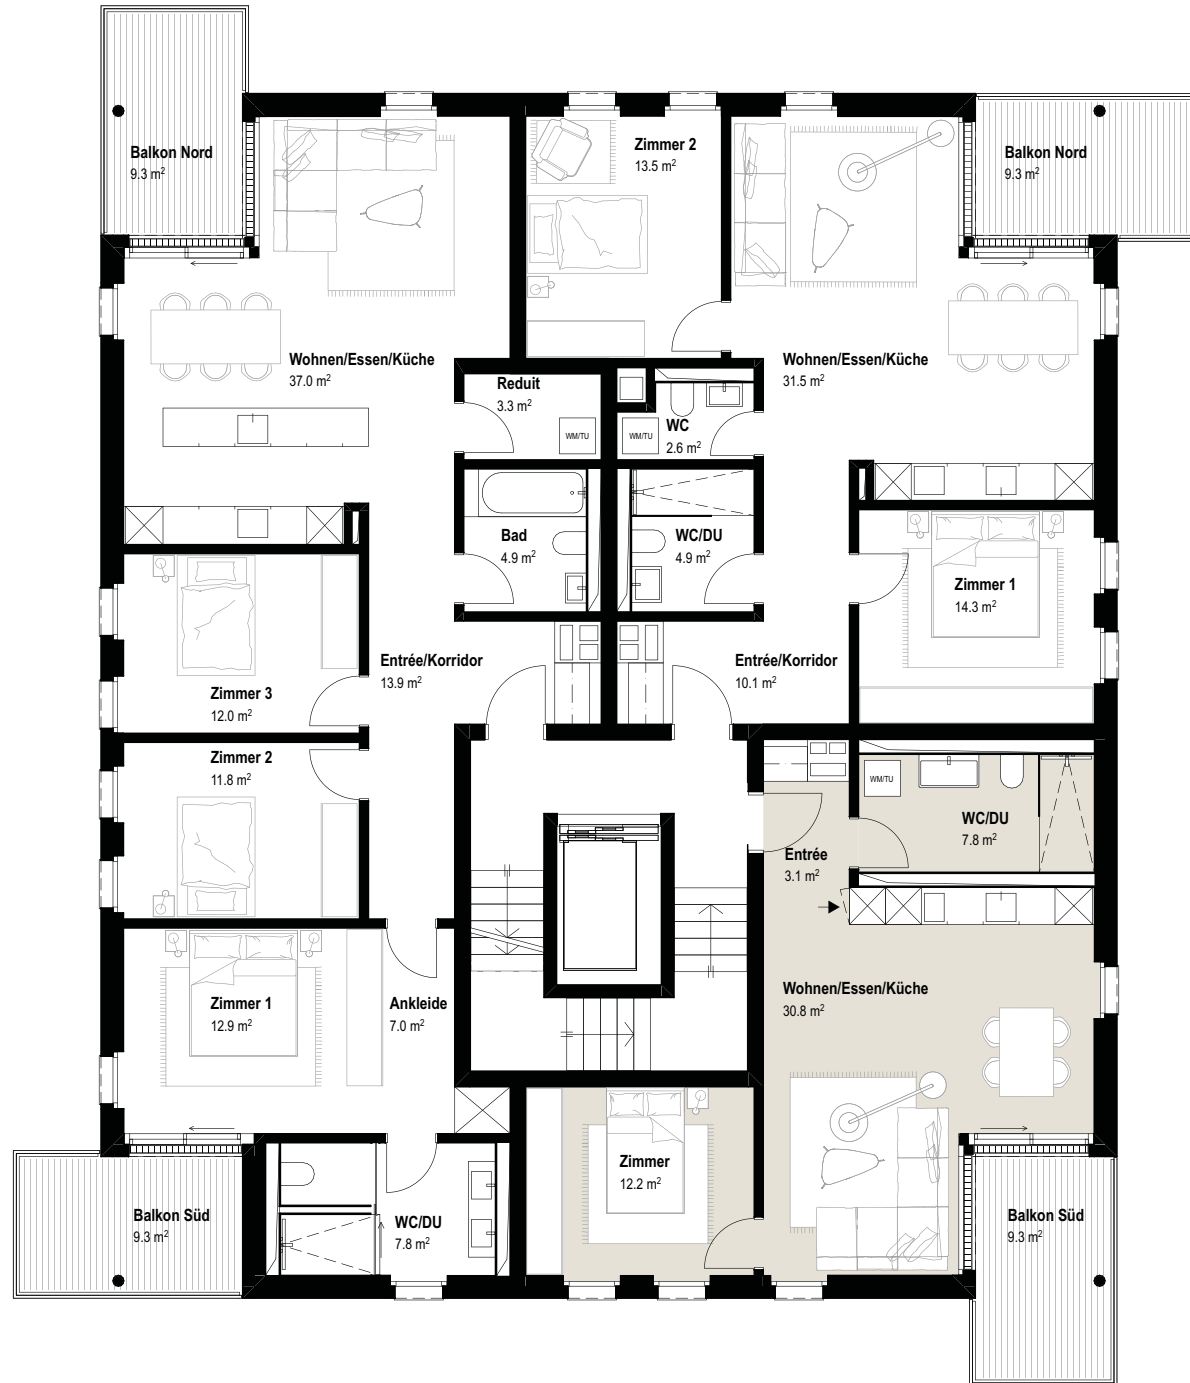 Balkon Nord
9.3 m²
Zimmer 2
13.5 m²
Balkon Nord
9.3 m²
Wohnen/Essen/Küche
37.0 m²
Wohnen/Essen/Küche
31.5 m²
Reduit
3.3 m²
WM/TU
WM/TU
WC
2.6 m²
Bad
4.9 m²
WC/DU
4.9 m²
Zimmer 1
14.3 m²
Entrée/Korridor
13.9 m²
Entrée/Korridor
10.1 m²
Zimmer 3
12.0 m²
Zimmer 2
11.8 m²
WM/TU
WC/DU
7.8 m²
Entrée
3.1 m²
Zimmer 1
12.9 m²
Ankleide
7.0 m²
Wohnen/Essen/Küche
30.8 m²
Zimmer
12.2 m²
Balkon Süd
9.3 m²
WC/DU
7.8 m²
Balkon Süd
9.3 m²